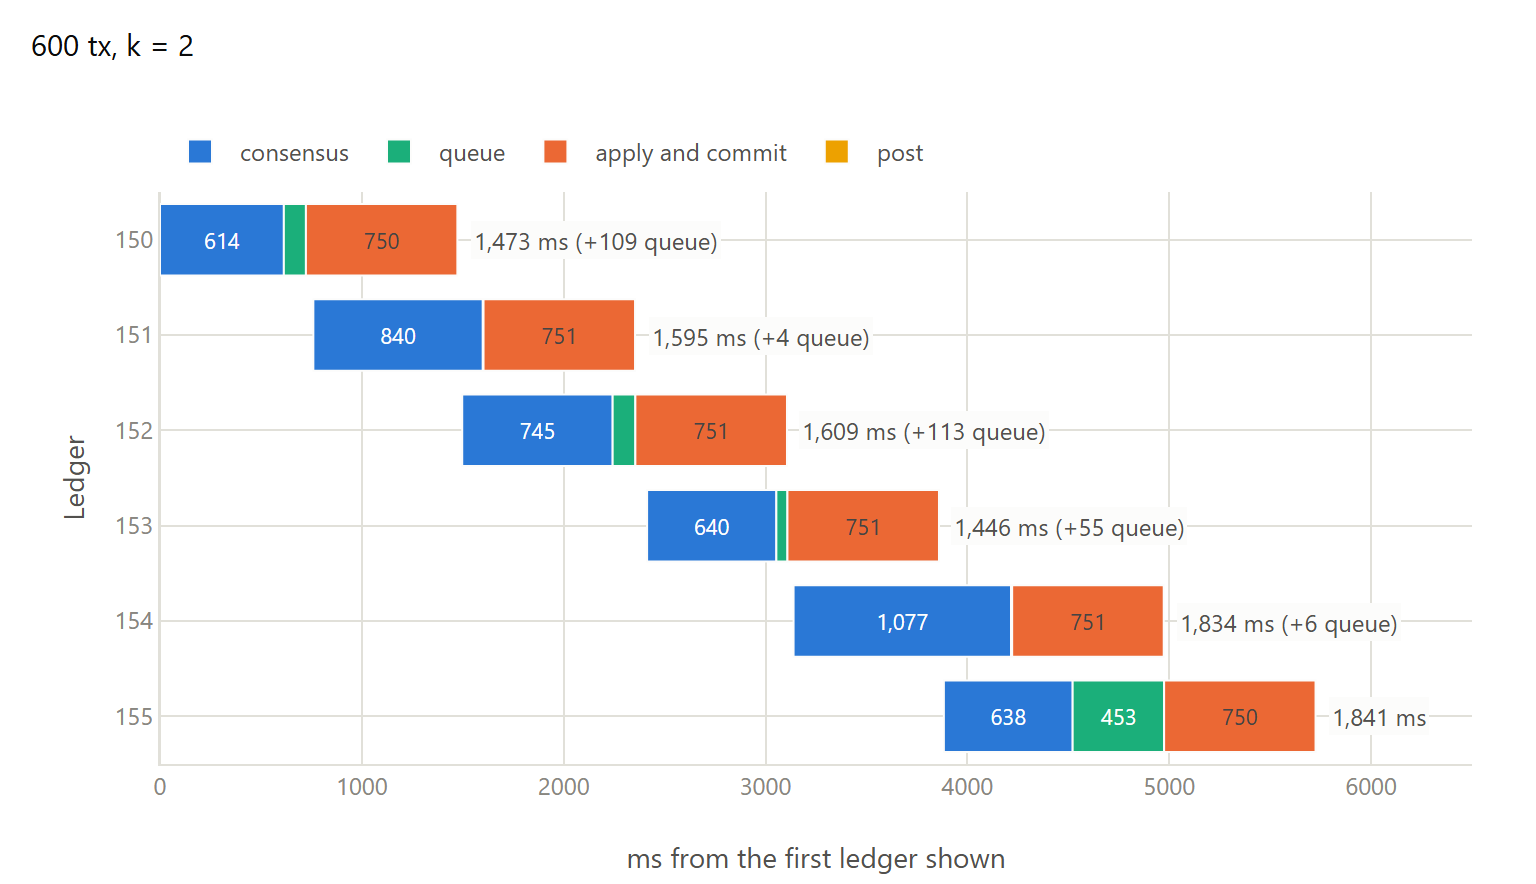 600 tx, k = 2
consensus queue apply and commit post
150 614 750 1,473 ms (+109 queue)
151 840 751 1,595 ms (+4 queue)
152 745 751 1,609 ms (+113 queue)
153 640 751 1,446 ms (+55 queue)
154 1,077 751 1,834 ms (+6 queue)
155 638 453 750 1,841 ms
Ledger
0 1000 2000 3000 4000 5000 6000
ms from the first ledger shown